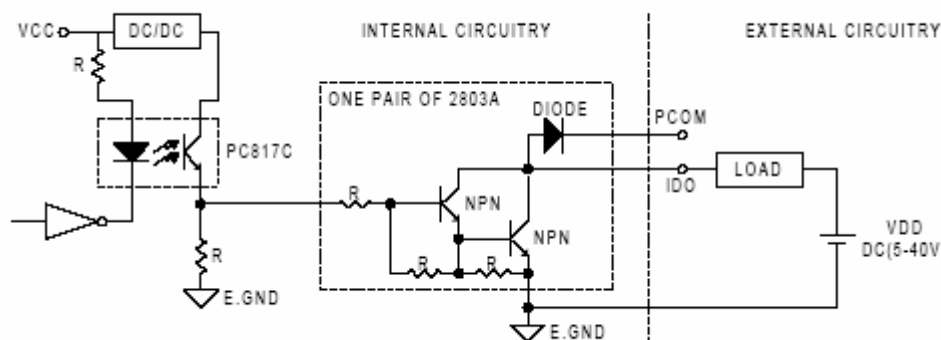 VCC
DC/DC
INTERNAL CIRCUITRY
EXTERNAL CIRCUITRY
R
ONE PAIR OF 2803A
DIODE
PCOM
PC817C
R
NPN
IDO
LOAD
NPN
VDD
DC(5-40V
R
R
R
E.GND
E.GND